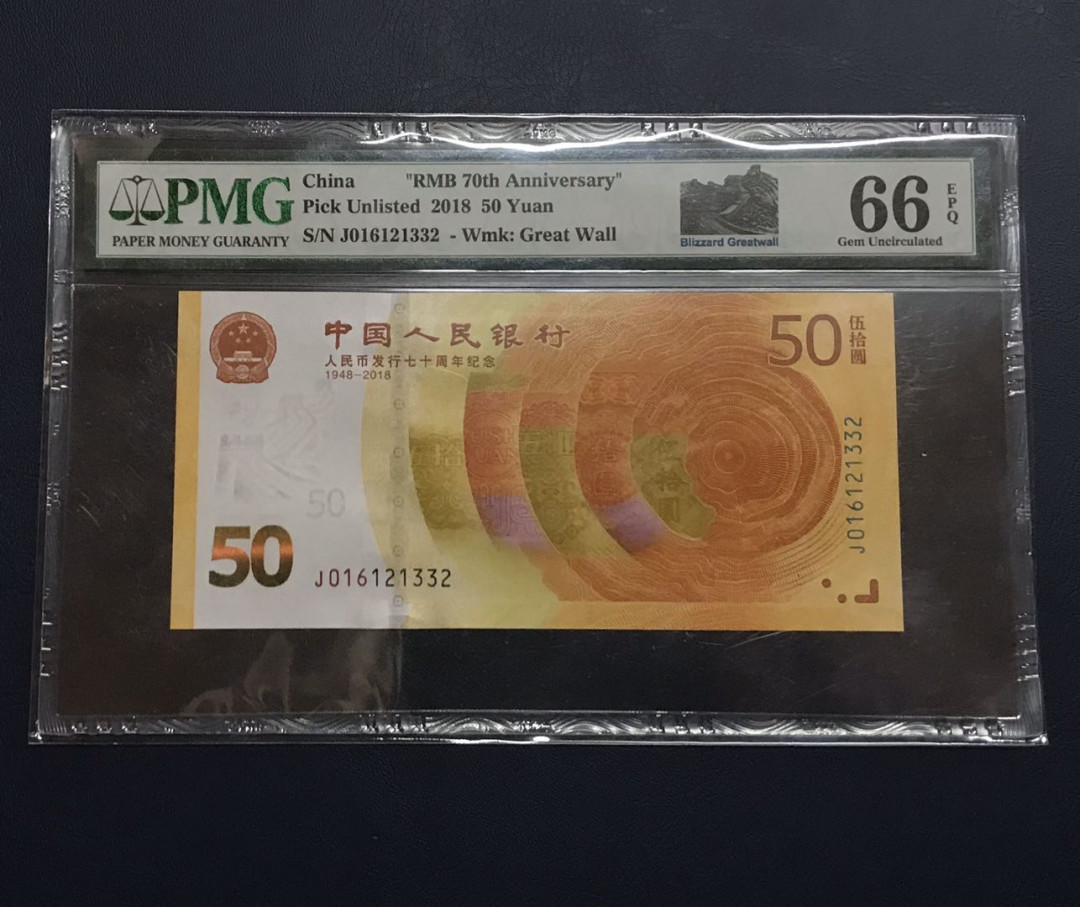 PMG
PAPER MONEY GUARANTY
China "RMB 70th Anniversary"
Pick Unlisted 2018 50 Yuan
S/N J016121332 - Wmk: Great Wall
Blizzard Greatwall
66
EPQ
Gem Uncirculated
中国人民银行
人民币发行七十周年纪念
1948-2018
50
伍拾圆
50
50
J016121332
J016121332